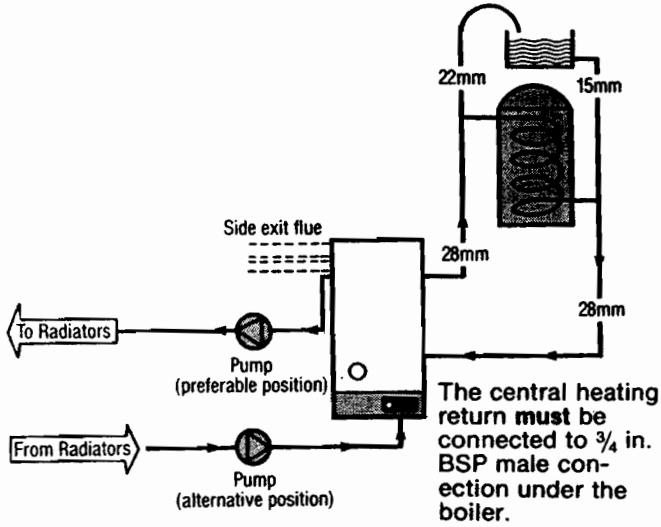 22mm
15mm
Side exit flue
28mm
28mm
To Radiators
Pump
(preferable position)
From Radiators
Pump
(alternative position)
The central heating
return must be
connected to ¾ in.
BSP male con-
ection under the
boiler.